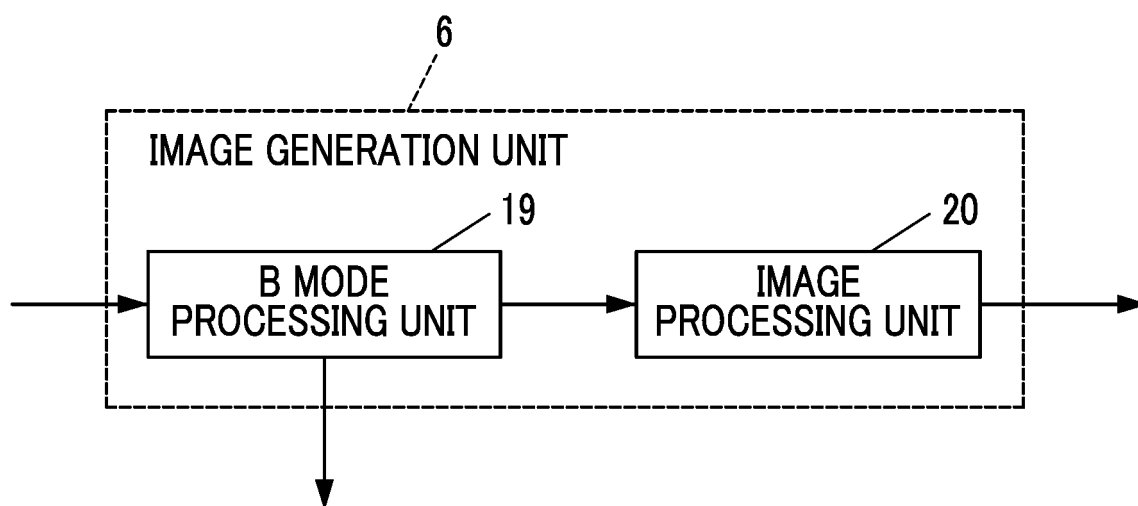 6
IMAGE GENERATION UNIT
19
20
B MODE
PROCESSING UNIT
IMAGE
PROCESSING UNIT